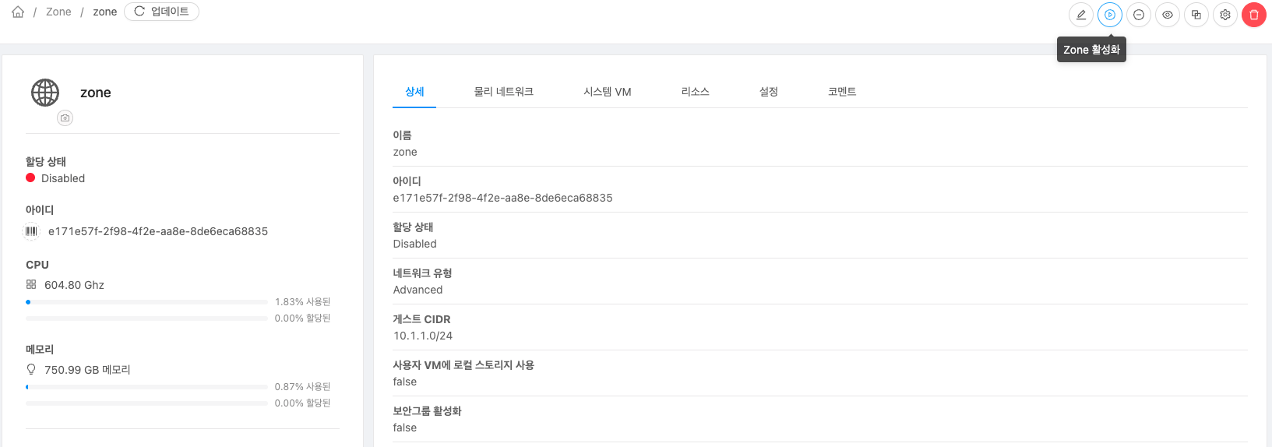 / Zone / zone 업데이트
Zone 활성화
zone
할당 상태
Disabled
아이디
e171e57f-2f98-4f2e-aa8e-8de6eca68835
CPU
604.80 Ghz
1.83% 사용된
0.00% 할당된
메모리
750.99 GB 메모리
0.87% 사용된
0.00% 할당된
상세 물리 네트워크 시스템 VM 리소스 설정 코멘트
이름
zone
아이디
e171e57f-2f98-4f2e-aa8e-8de6eca68835
할당 상태
Disabled
네트워크 유형
Advanced
게스트 CIDR
10.1.1.0/24
사용자 VM에 로컬 스토리지 사용
false
보안그룹 활성화
false